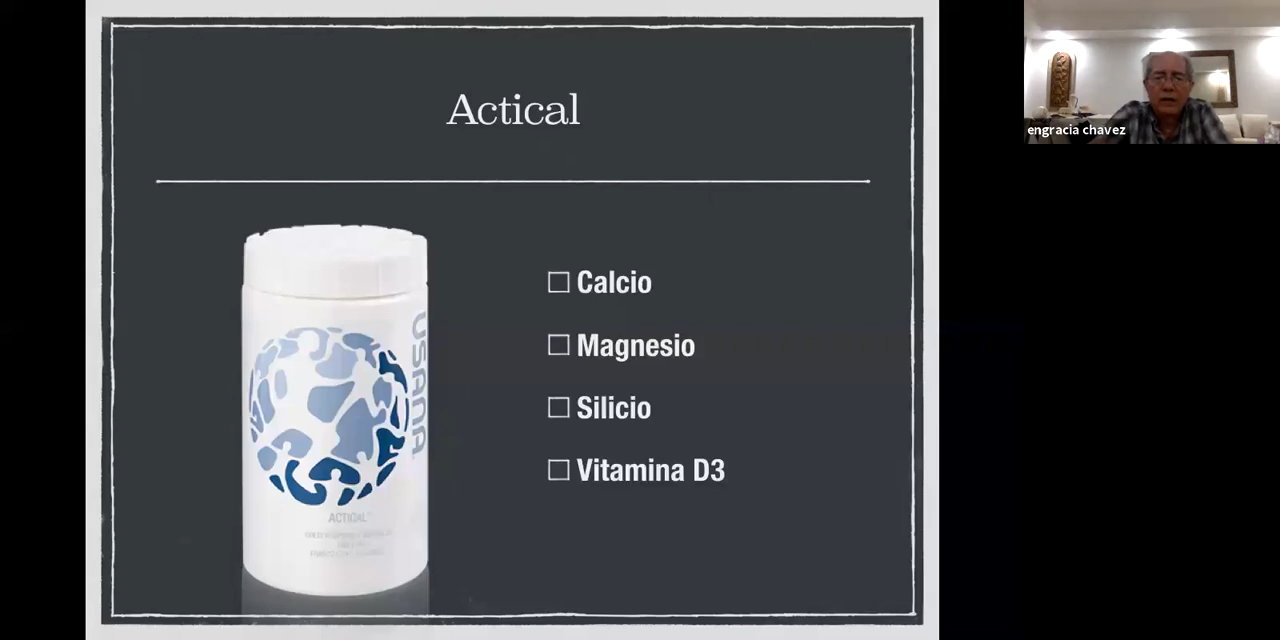 Actical
Calcio
Magnesio
Silicio
Vitamina D3
USANA
ACTICAL
engracia chavez